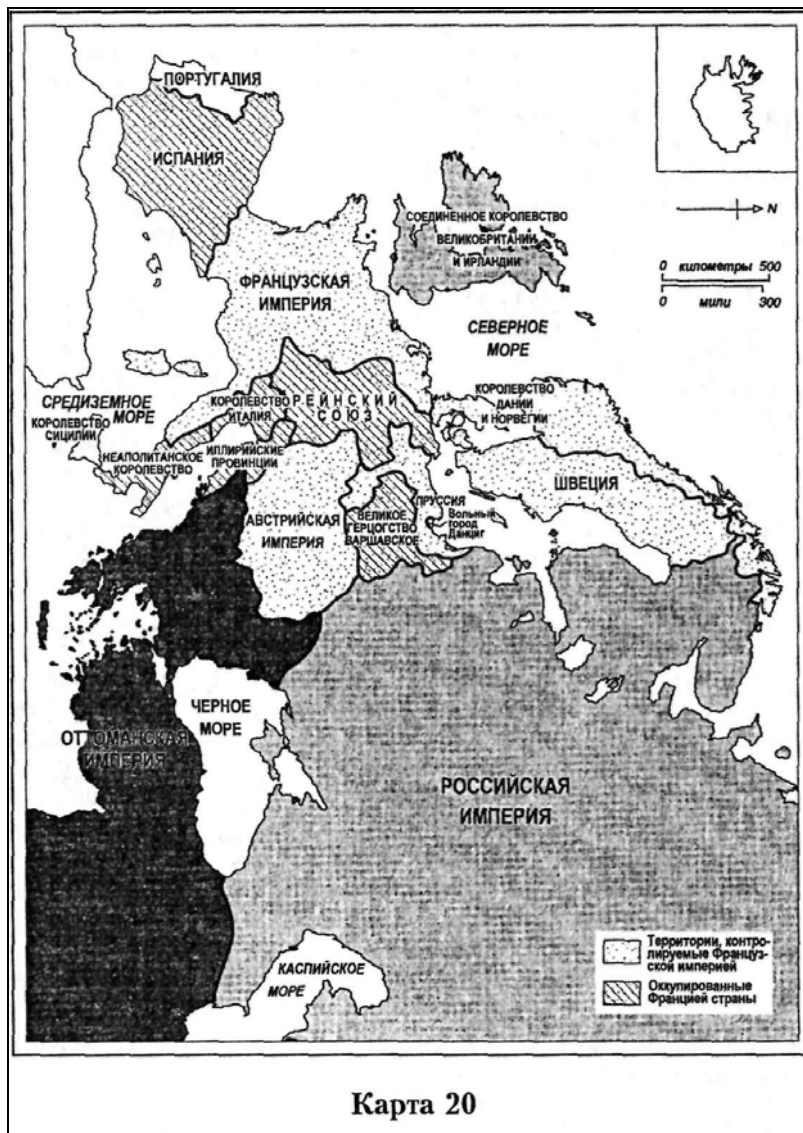 ПОРТУГАЛИЯ
ИСПАНИЯ
СОЕДИНЕННОЕ КОРОЛЕВСТВО
ВЕЛИКОБРИТАНИИ
И ИРЛАНДИИ
N
0 километры 500
0 мили 300
ФРАНЦУЗСКАЯ
ИМПЕРИЯ
СЕВЕРНОЕ
МОРЕ
СРЕДИЗЕМНОЕ
МОРЕ
КОРОЛЕВСТВО
СИЦИЛИИ
КОРОЛЕВСТВО
ИТАЛИЯ
РЕЙНСКИЙ
СОЮЗ
КОРОЛЕВСТВО
ДАНИИ
И НОРВЕГИИ
НЕАПОЛИТАНСКОЕ
КОРОЛЕВСТВО
ИЛЛИРИЙСКИЕ
ПРОВИНЦИИ
ШВЕЦИЯ
АВСТРИЙСКАЯ
ИМПЕРИЯ
ВЕЛИКОЕ
ГЕРЦОГСТВО
ВАРШАВСКОЕ
ПРУССИЯ
Вольный
город
Данциг
ЧЕРНОЕ
МОРЕ
ОТТОМАНСКАЯ
ИМПЕРИЯ
РОССИЙСКАЯ
ИМПЕРИЯ
КАСПИЙСКОЕ
МОРЕ
Территории, контро-
лируемые Француз-
ской империей
Оккупированные
Францией страны
Карта 20